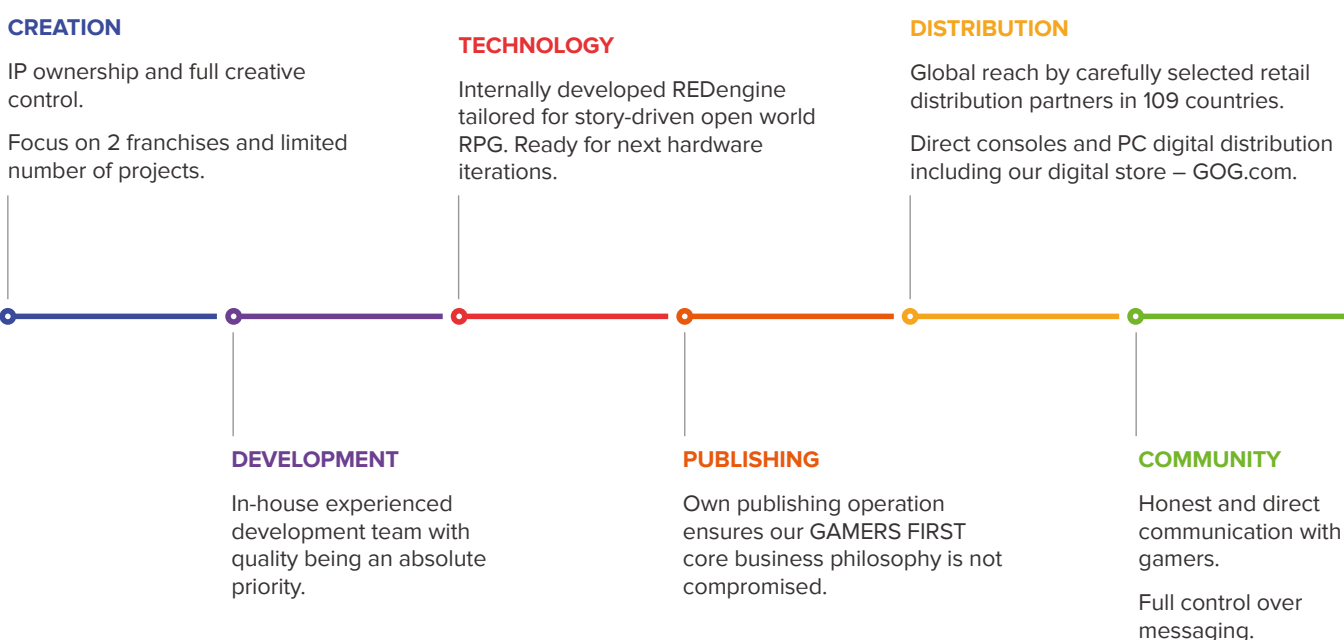 CREATION
IP ownership and full creative
control.
Focus on 2 franchises and limited
number of projects.
DEVELOPMENT
In-house experienced
development team with
quality being an absolute
priority.
TECHNOLOGY
Internally developed REDengine
tailored for story-driven open world
RPG. Ready for next hardware
iterations.
PUBLISHING
Own publishing operation
ensures our GAMERS FIRST
core business philosophy is not
compromised.
DISTRIBUTION
Global reach by carefully selected retail
distribution partners in 109 countries.
Direct consoles and PC digital distribution
including our digital store – GOG.com.
COMMUNITY
Honest and direct
communication with
gamers.
Full control over
messaging.